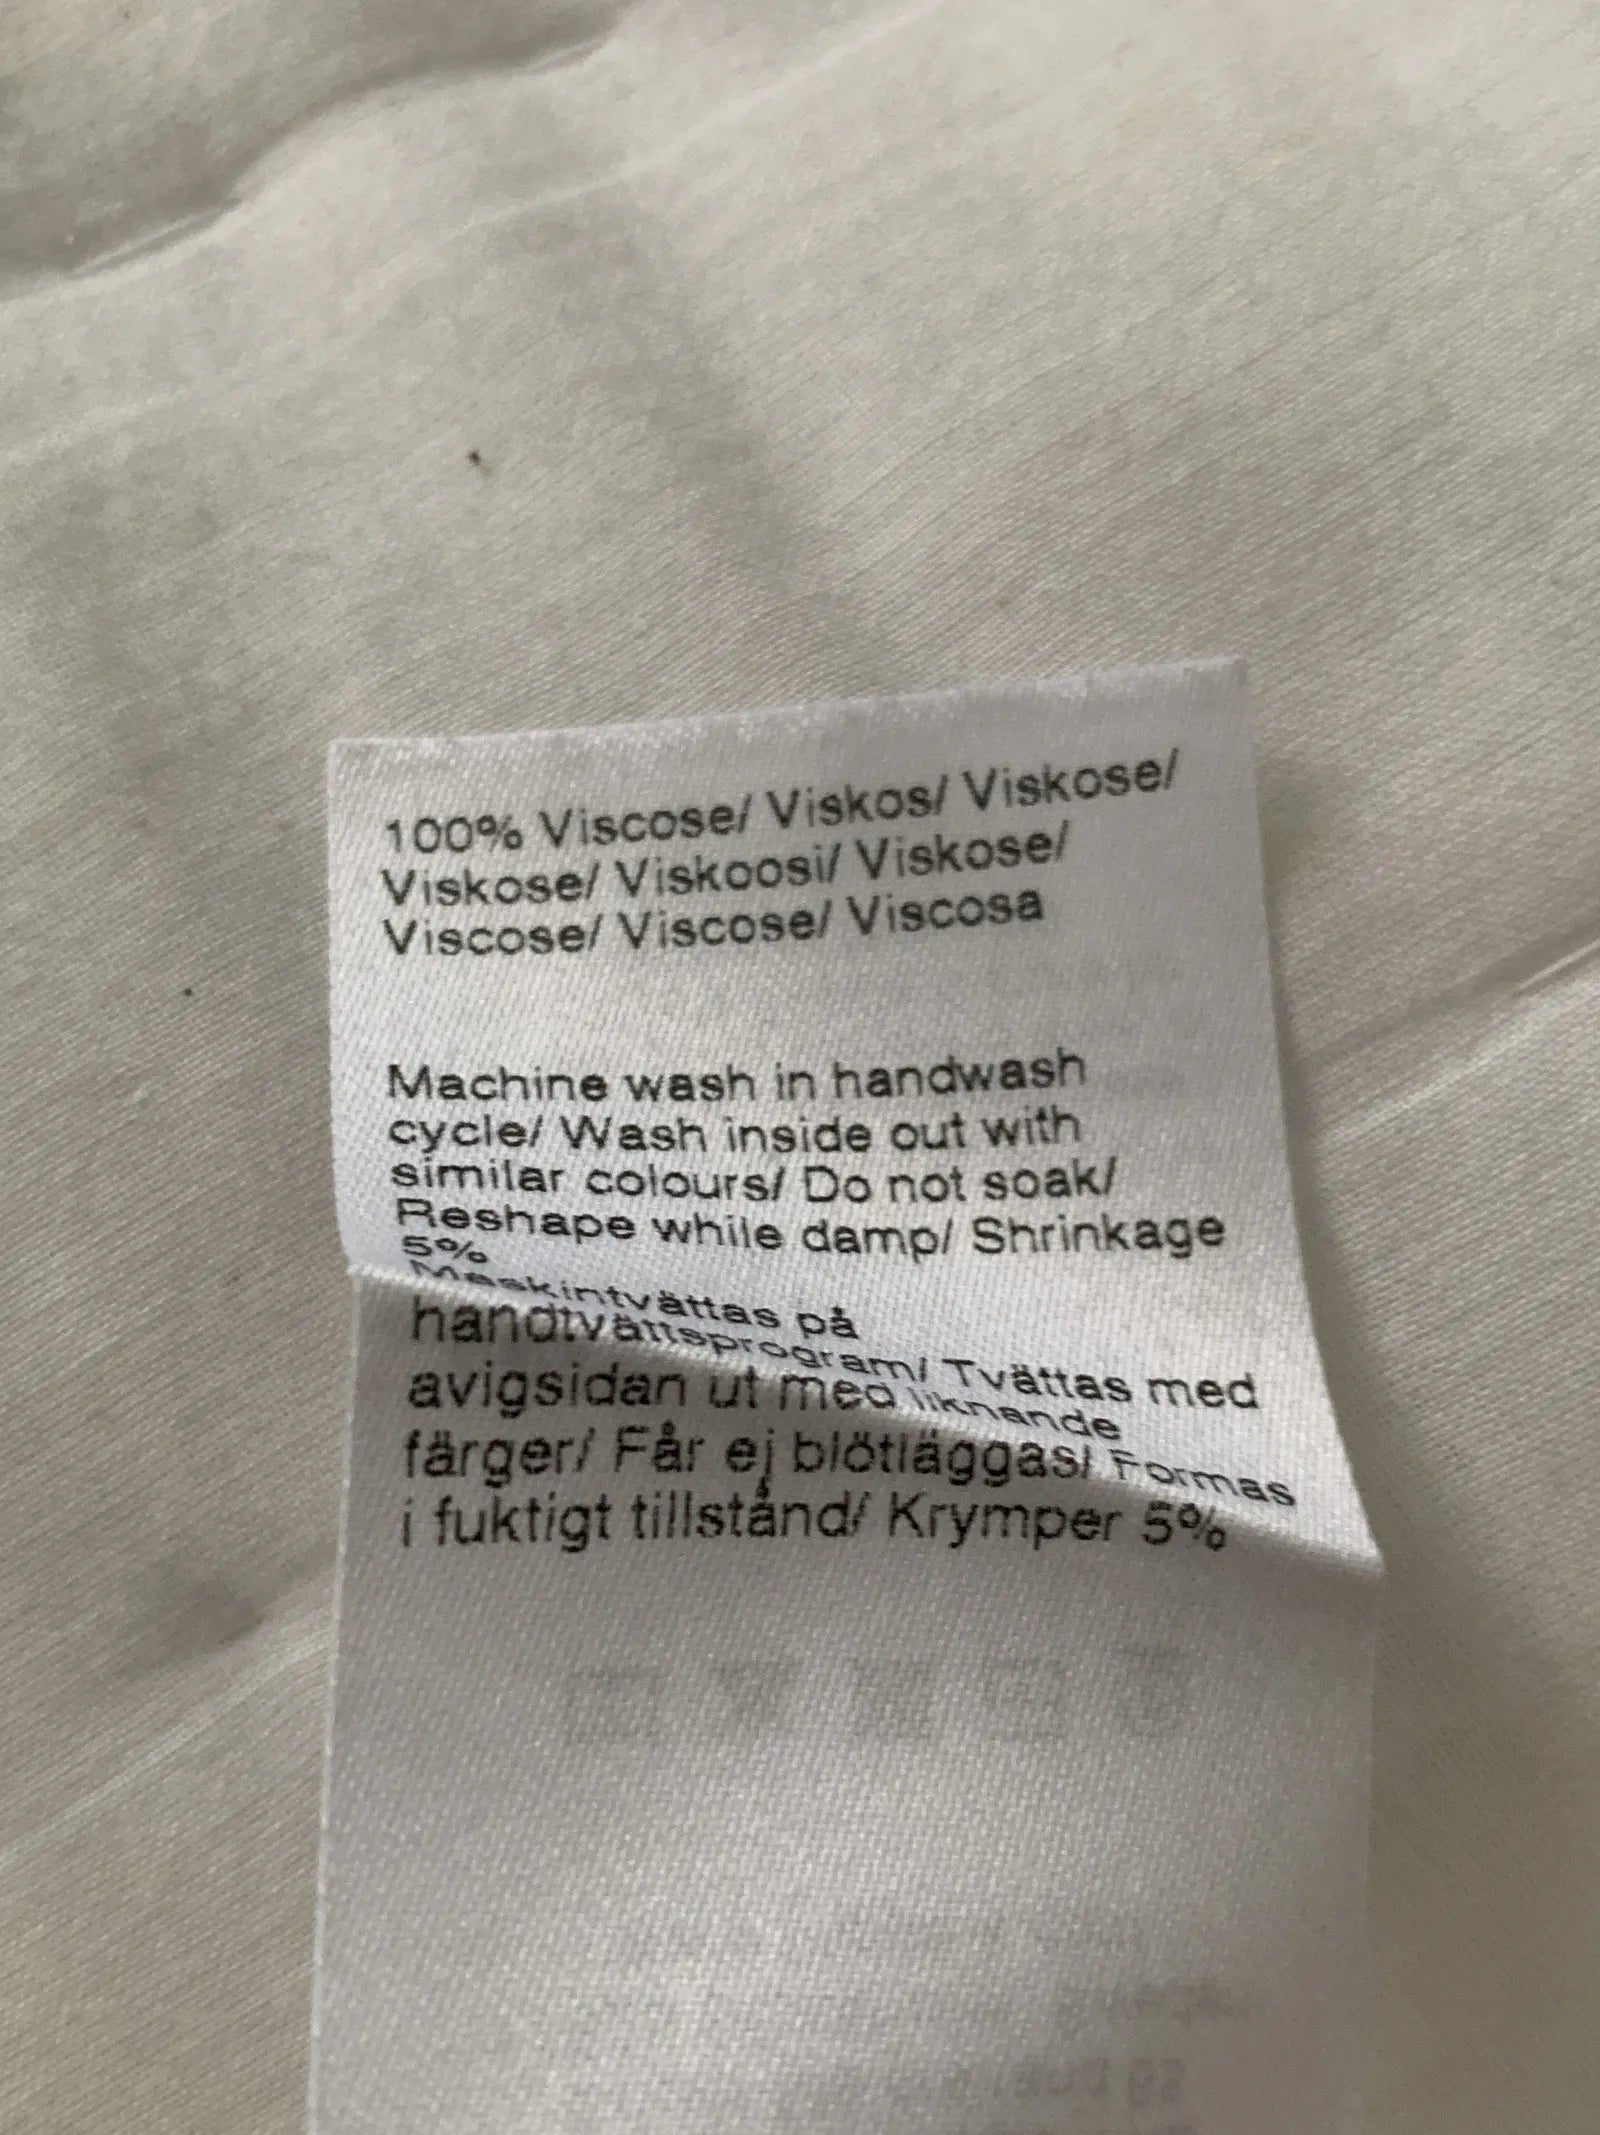 100% Viscose/ Viskos/ Viskose/
Viskose/ Viskoosi/ Viskose/
Viscose/ Viscose/ Viscosa
Machine wash in handwash
cycle/ Wash inside out with
similar colours/ Do not soak/
Reshape while damp/ Shrinkage
5%
Maskintvättas på
handtvättsprogram/ Tvättas med
avigsidan ut med liknande
färger/ Får ej blötläggas/ Formas
i fuktigt tillstånd/ Krymper 5%